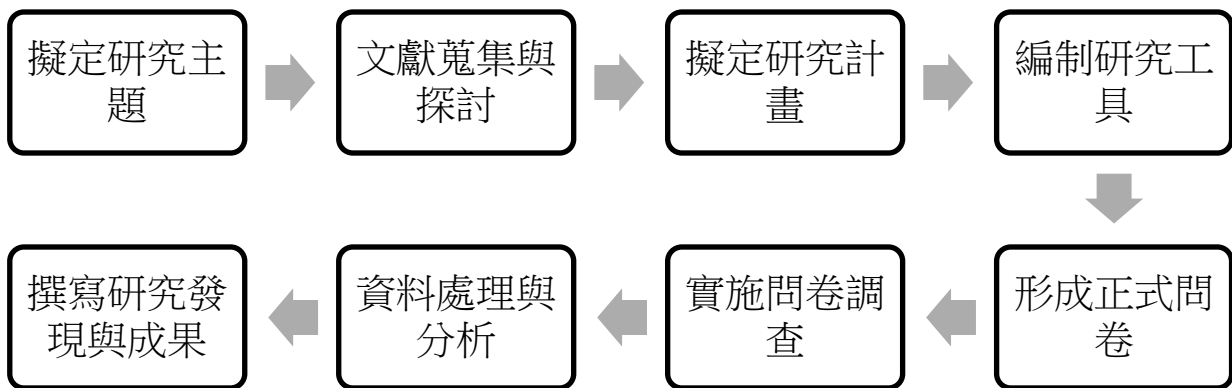 擬定研究主
題
文獻蒐集與
探討
擬定研究計
畫
編制研究工
具
形成正式問
卷
實施問卷調
查
資料處理與
分析
撰寫研究發
現與成果